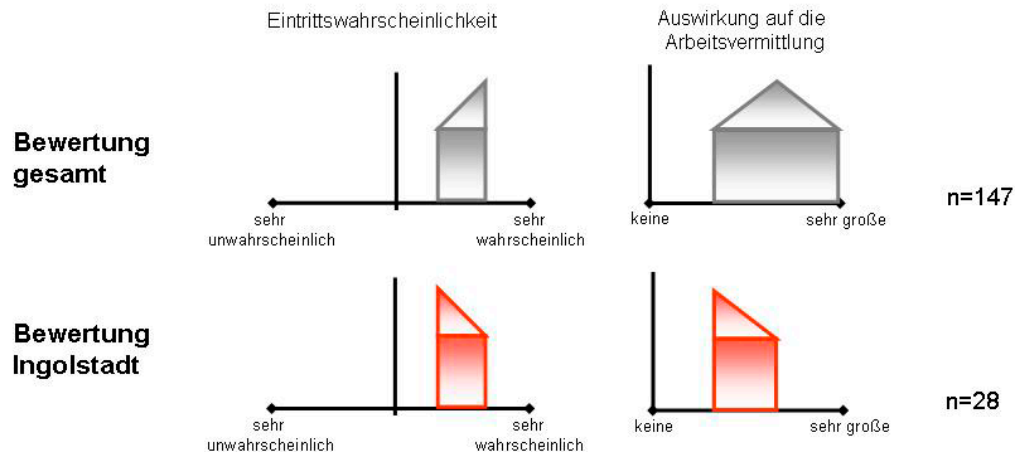 Eintrittswahrscheinlichkeit
Auswirkung auf die
Arbeitsvermittlung
Bewertung
gesamt
sehr
unwahrscheinlich
sehr
wahrscheinlich
keine
sehr große
n=147
Bewertung
Ingolstadt
sehr
unwahrscheinlich
sehr
wahrscheinlich
keine
sehr große
n=28